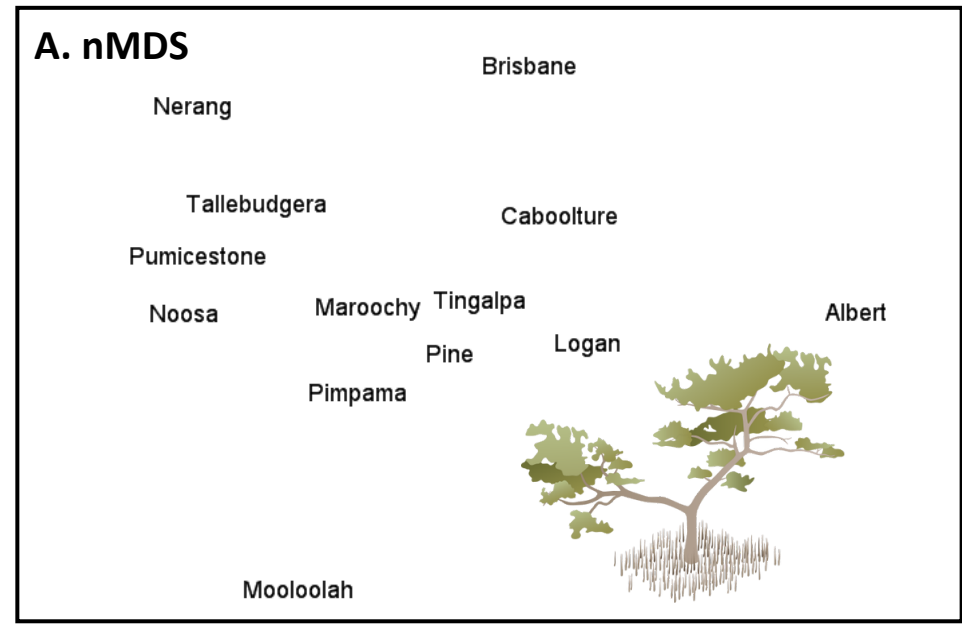 A. nMDS
Brisbane
Nerang
Tallebudgera
Caboolture
Pumicestone
Noosa
Maroochy
Tingalpa
Albert
Logan
Pine
Pimpama
Mooloolah